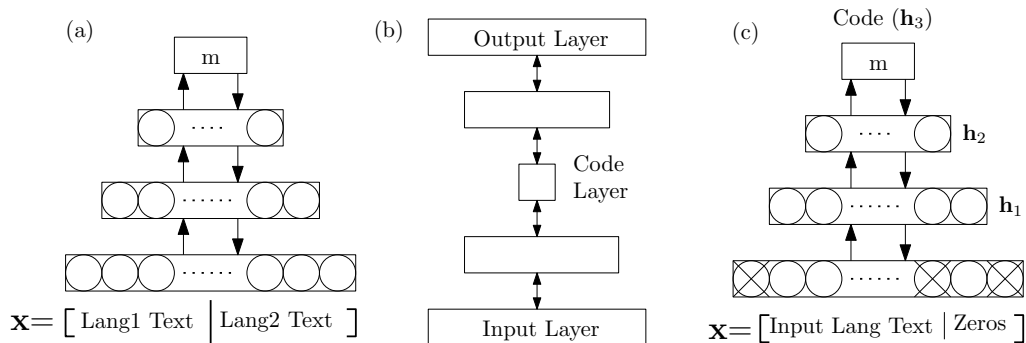 (a)
m
· · · ·
· · · · · ·
· · · · · ·
x= [ Lang1 Text | Lang2 Text ]
(b)
Output Layer
Code
Layer
Input Layer
(c)
Code (h3)
m
· · · ·
h2
· · · · · ·
h1
· · · · · ·
x= [ Input Lang Text | Zeros ]